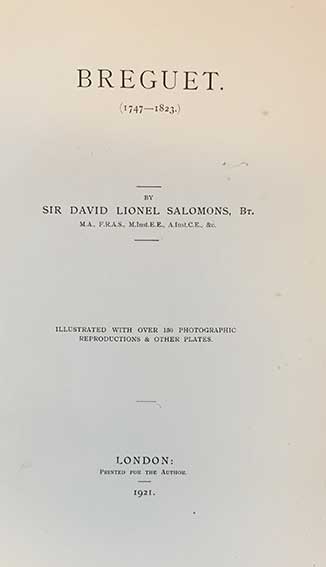 BREGUET.
(1747—1823.)
BY
SIR DAVID LIONEL SALOMONS, BT.
M.A., F.R.A.S., M.Inst.E.E., A.Inst.C.E., &c.
ILLUSTRATED WITH OVER 130 PHOTOGRAPHIC
REPRODUCTIONS & OTHER PLATES.
LONDON:
PRINTED FOR THE AUTHOR.
1921.